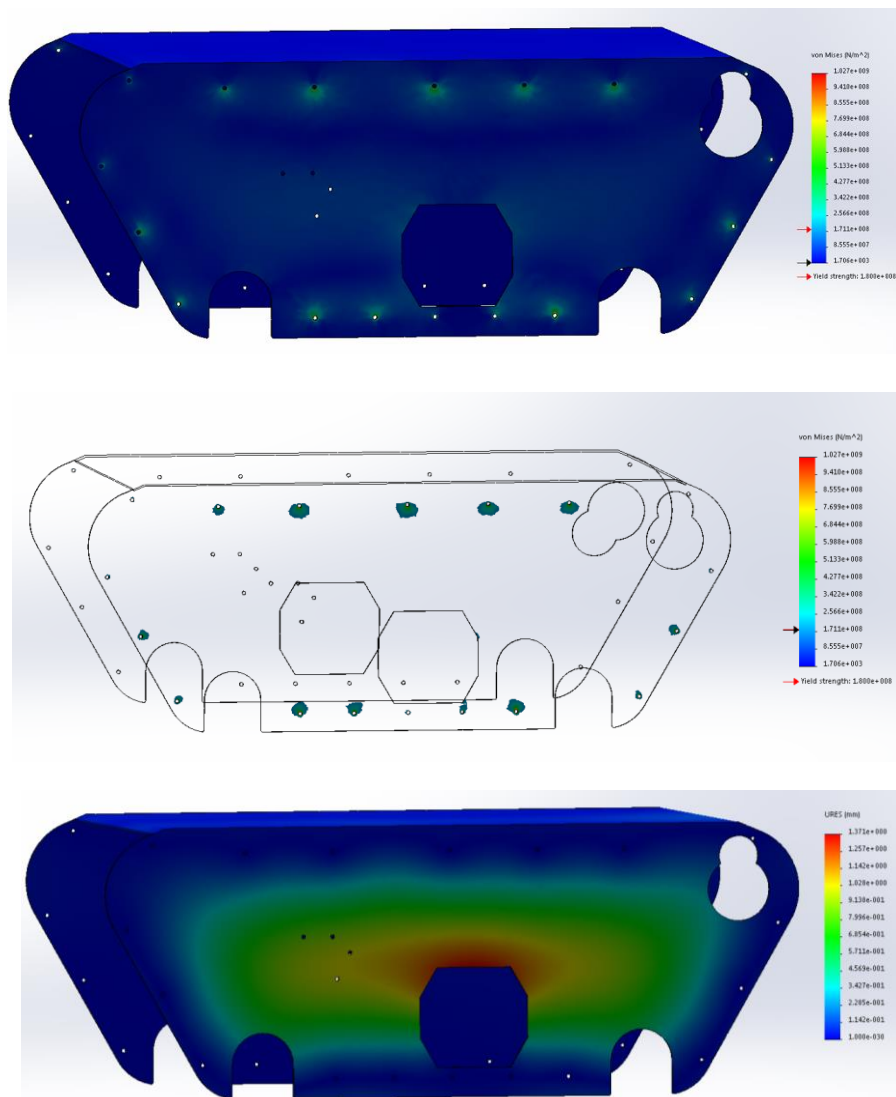 von Mises (N/m^2)
1.027e+009
9.410e+008
8.555e+008
7.699e+008
6.844e+008
5.988e+008
5.133e+008
4.277e+008
3.422e+008
2.566e+008
1.711e+008
8.555e+007
1.706e+003
Yield strength: 1.800e+008
von Mises (N/m^2)
1.027e+009
9.410e+008
8.555e+008
7.699e+008
6.844e+008
5.988e+008
5.133e+008
4.277e+008
3.422e+008
2.566e+008
1.711e+008
8.555e+007
1.706e+003
Yield strength: 1.800e+008
URES (mm)
1.371e+000
1.257e+000
1.142e+000
1.028e+000
9.138e-001
7.996e-001
6.854e-001
5.711e-001
4.569e-001
3.427e-001
2.285e-001
1.142e-001
1.000e-030